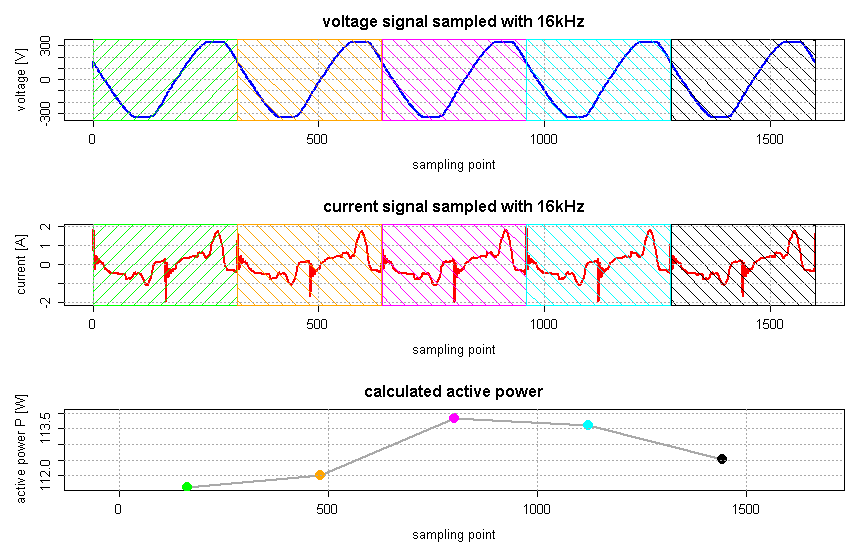 voltage signal sampled with 16kHz
voltage [V]
-300 0 300
0 500 1000 1500
sampling point
current signal sampled with 16kHz
current [A]
-2 0 1 2
0 500 1000 1500
sampling point
calculated active power
active power P [W]
112.0 113.5
0 500 1000 1500
sampling point